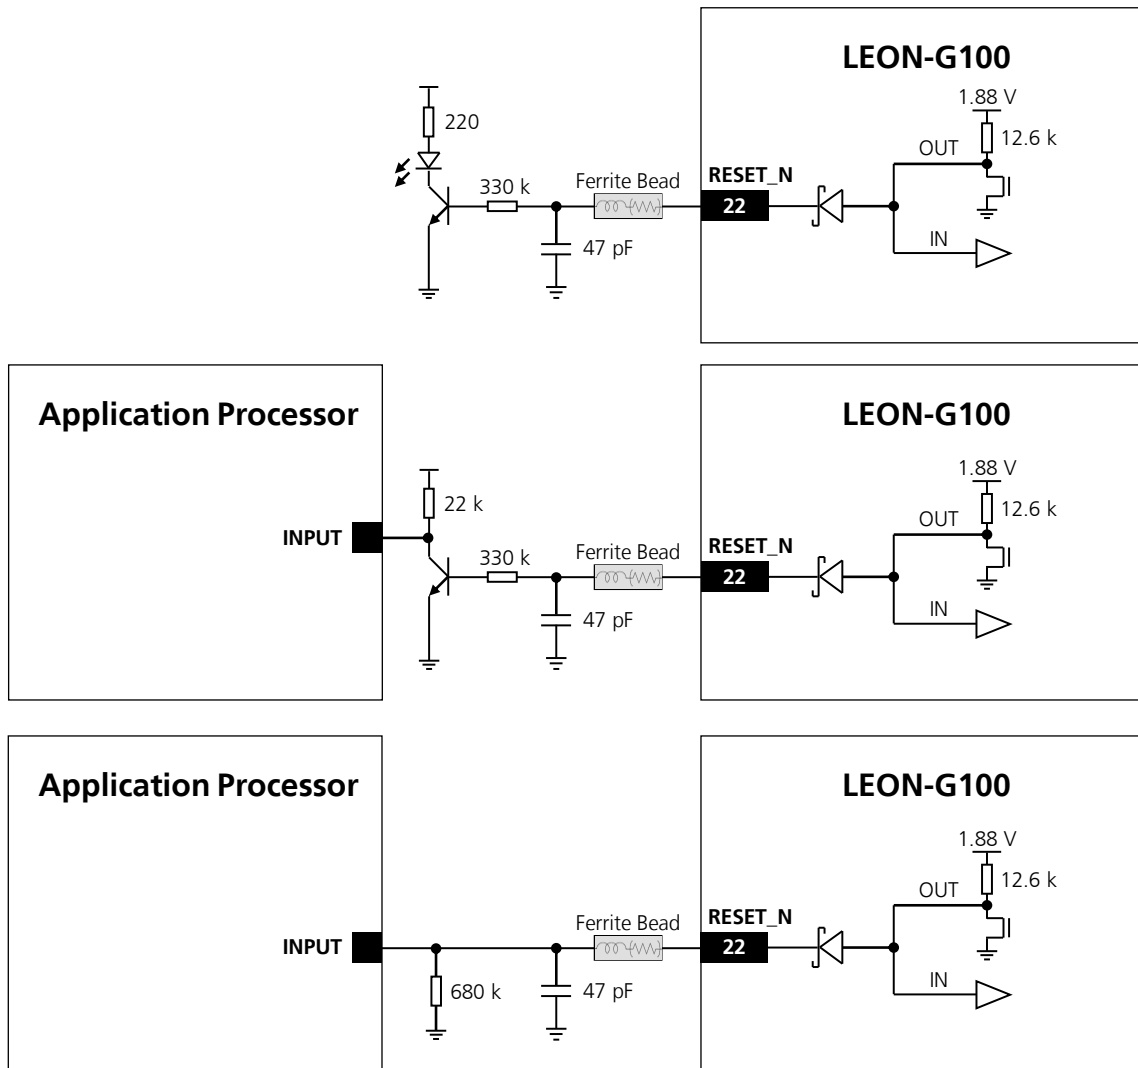 LEON-G100
1.88 V
12.6 k
OUT
220
330 k
Ferrite Bead
RESET_N
22
47 pF
IN
Application Processor
LEON-G100
1.88 V
12.6 k
OUT
22 k
INPUT
330 k
Ferrite Bead
RESET_N
22
47 pF
IN
Application Processor
LEON-G100
1.88 V
12.6 k
OUT
INPUT
Ferrite Bead
RESET_N
22
680 k
47 pF
IN